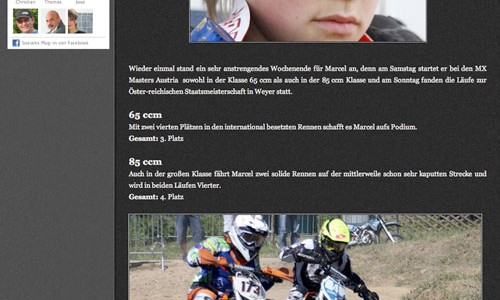 Christian Thomas Jose
Soziales Plug-in von Facebook
Wieder einmal stand ein sehr anstrengendes Wochenende für Marcel an, denn am Samstag startet er bei den MX
Masters Austria sowohl in der Klasse 65 ccm als auch in der 85 ccm Klasse und am Sonntag fanden die Läufe zur
Öster-reichischen Staatsmeisterschaft in Weyer statt.
65 ccm
Mit zwei vierten Plätzen in den international besetzten Rennen schafft es Marcel aufs Podium.
Gesamt: 3. Platz
85 ccm
Auch in der großen Klasse fährt Marcel zwei solide Rennen auf der mittlerweile schon sehr kaputten Strecke und
wird in beiden Läufen Vierter.
Gesamt: 4. Platz